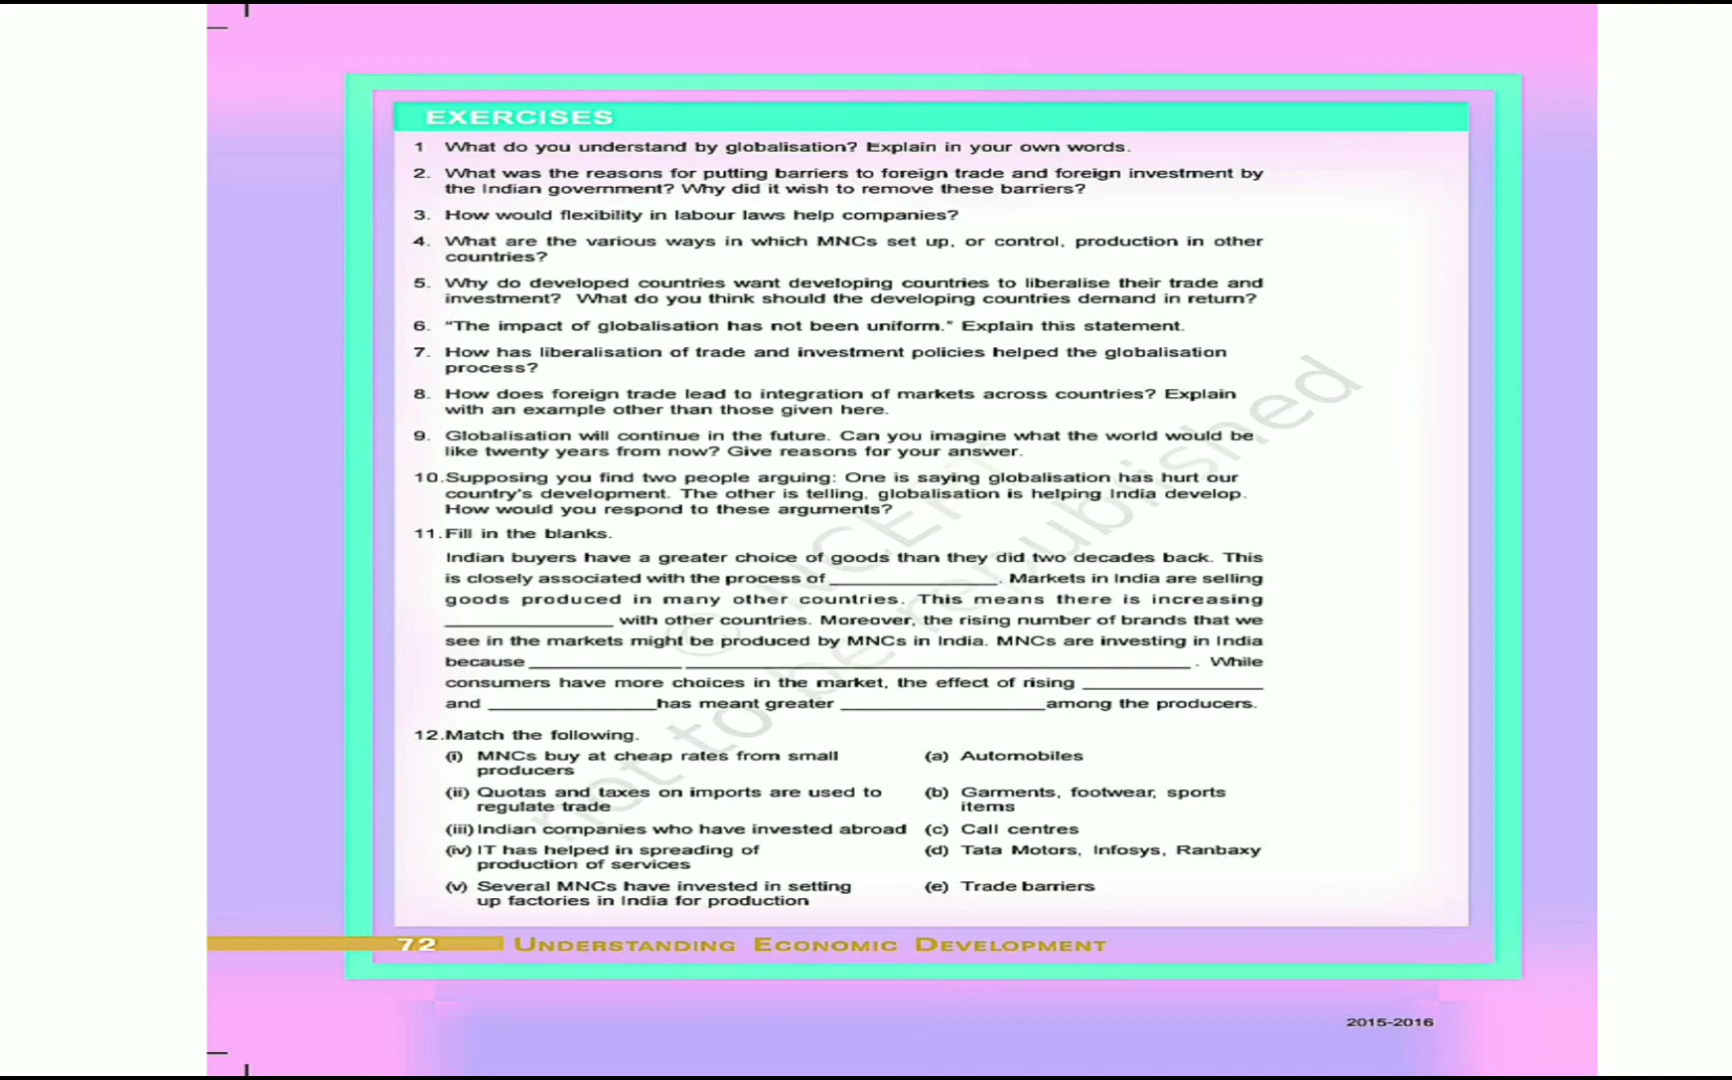 EXERCISES
1 What do you understand by globalisation? Explain in your own words.
2. What was the reasons for putting barriers to foreign trade and foreign investment by
the Indian government? Why did it wish to remove these barriers?
3. How would flexibility in labour laws help companies?
4. What are the various ways in which MNCs set up, or control, production in other
countries?
5. Why do developed countries want developing countries to liberalise their trade and
investment? What do you think should the developing countries demand in return?
6. "The impact of globalisation has not been uniform." Explain this statement.
7. How has liberalisation of trade and investment policies helped the globalisation
process?
8. How does foreign trade lead to integration of markets across countries? Explain
with an example other than those given here.
9. Globalisation will continue in the future. Can you imagine what the world would be
like twenty years from now? Give reasons for your answer.
10.Supposing you find two people arguing: One is saying globalisation has hurt our
country's development. The other is telling, globalisation is helping India develop.
How would you respond to these arguments?
11.Fill in the blanks.
Indian buyers have a greater choice of goods than they did two decades back. This
is closely associated with the process of ______________. Markets in India are selling
goods produced in many other countries. This means there is increasing
______________ with other countries. Moreover, the rising number of brands that we
see in the markets might be produced by MNCs in India. MNCs are investing in India
because _____________ ___________________________________________ . While
consumers have more choices in the market, the effect of rising _______________
and ______________has meant greater _________________among the producers.
12.Match the following.
(i) MNCs buy at cheap rates from small
producers
(a) Automobiles
(ii) Quotas and taxes on imports are used to
regulate trade
(b) Garments, footwear, sports
items
(iii) Indian companies who have invested abroad
(c) Call centres
(iv) IT has helped in spreading of
production of services
(d) Tata Motors, Infosys, Ranbaxy
(v) Several MNCs have invested in setting
up factories in India for production
(e) Trade barriers
© NCERT
not to be republished
72 UNDERSTANDING ECONOMIC DEVELOPMENT
2015-2016